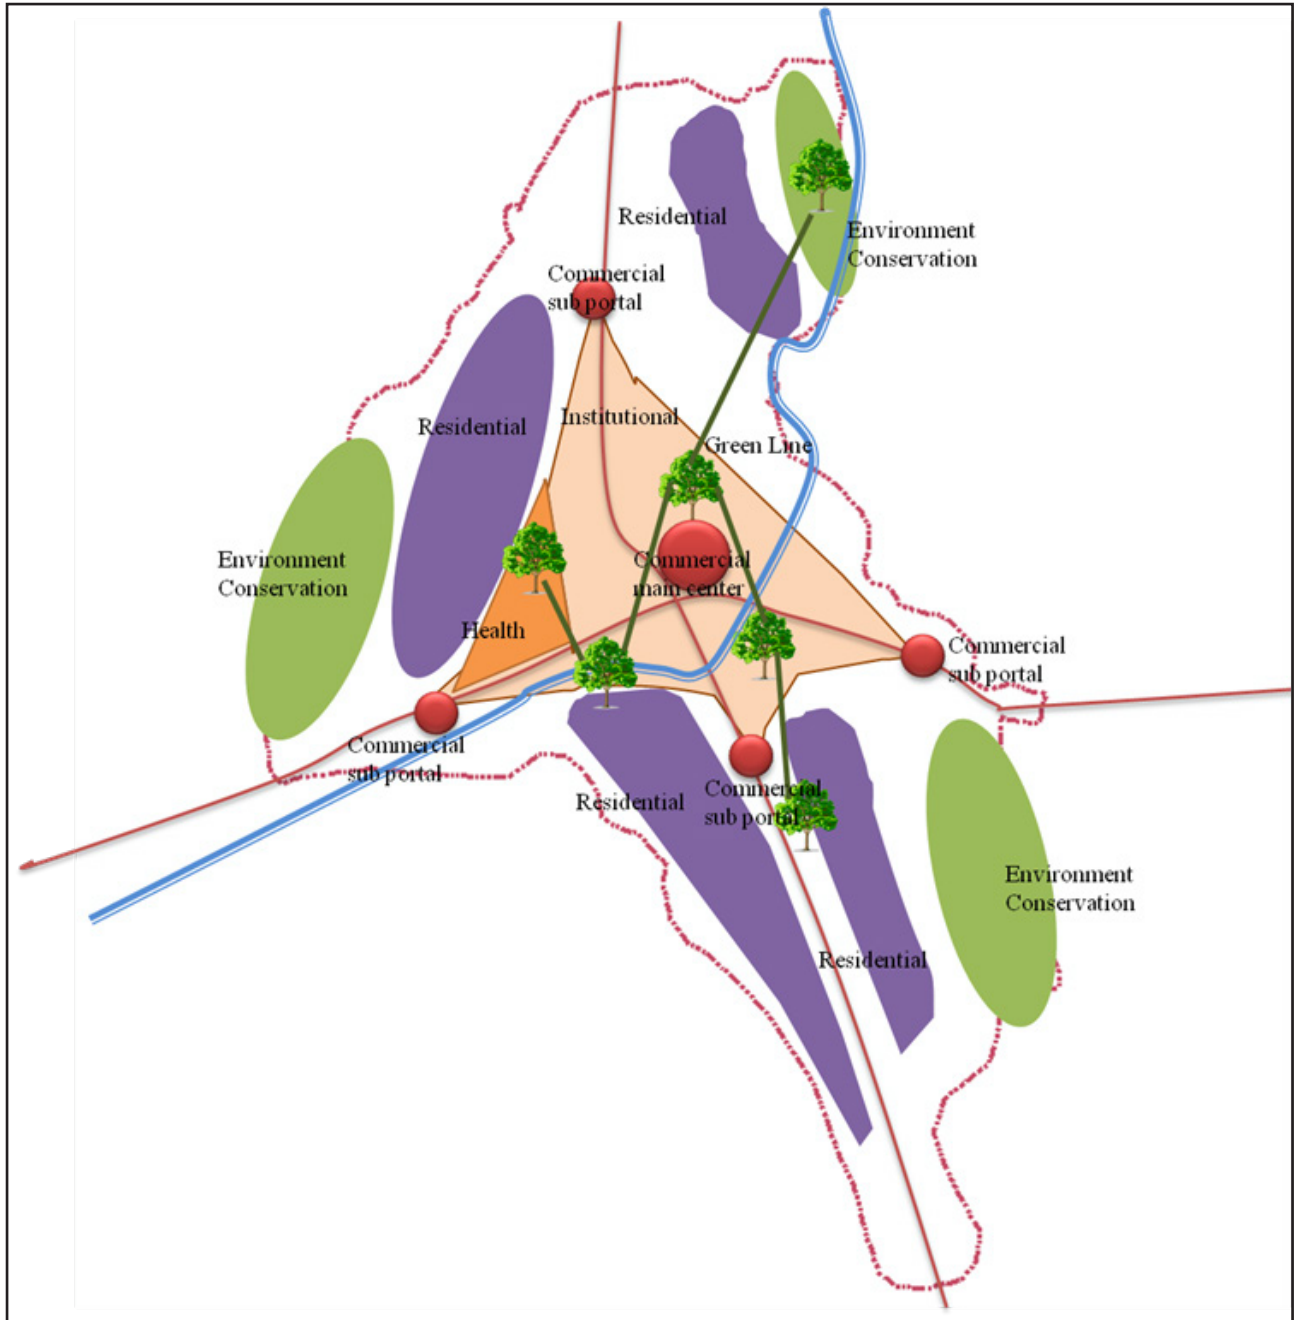 Residential
Environment
Conservation
Commercial
sub portal
Institutional
Residential
Green Line
Environment
Conservation
Commercial
main center
Health
Commercial
sub portal
Commercial
sub portal
Residential
Commercial
sub portal
Environment
Conservation
Residential